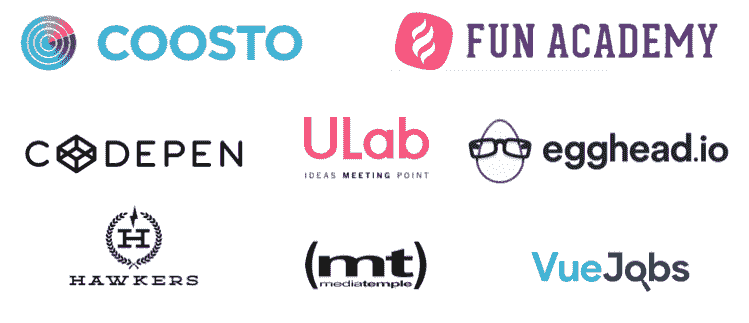 COOSTO
FUN ACADEMY
CODEPEN
ULab
IDEAS MEETING POINT
egghead.io
H
HAWKERS
(mt)
mediatemple
VueJobs